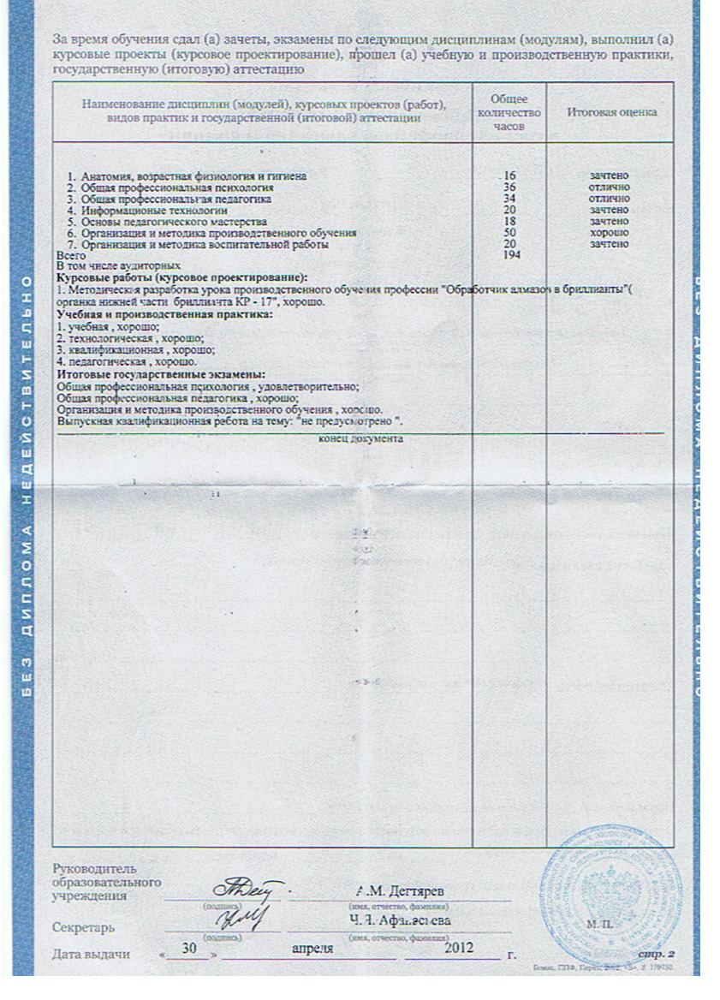 За время обучения сдал (а) зачеты, экзамены по следующим дисциплинам (модулям), выполнил (а)
курсовые проекты (курсовое проектирование), прошел (а) учебную и производственную практики,
государственную (итоговую) аттестацию
Наименование дисциплин (модулей), курсовых проектов (работ),
видов практик и государственной (итоговой) аттестации
Общее
количество
часов
Итоговая оценка
1. Анатомия, возрастная физиология и гигиена 16 зачтено
2. Общая профессиональная психология 36 отлично
3. Общая профессиональная педагогика 34 отлично
4. Информационые технологии 20 зачтено
5. Основы педагогического мастерства 18 зачтено
6. Организация и методика производственного обучения 50 хорошо
7. Организация и методика воспитательной работы 20 зачтено
Всего 194
В том числе аудиторных
Курсовые работы (курсовое проектирование):
1. Методическая разработка урока производственного обучения профессии "Обработчик алмазов в бриллианты"(
огранка нижней части бриллианта КР - 17", хорошо.
Учебная и производственная практика:
1. учебная , хорошо;
2. технологическая , хорошо;
3. квалификационная , хорошо;
4. педагогическая , хорошо.
Итоговые государственные экзамены:
Общая профессиональная психология , удовлетворительно;
Общая профессиональная педагогика , хорошо;
Организация и методика производственного обучения , хорошо.
Выпускная квалификационная работа на тему: "не предусмотрено ".
конец документа
БЕЗ ДИПЛОМА НЕДЕЙСТВИТЕЛЬНО
БЕЗ ДИПЛОМА НЕДЕЙСТВИТЕЛЬНО
Руководитель
образовательного
учреждения
А.М. Дегтярев
(подпись) (имя, отчество, фамилия)
Секретарь Афанасьева
(подпись) (имя, отчество, фамилия)
М.П.
Дата выдачи « 30 » апреля 2012 г.
стр. 2